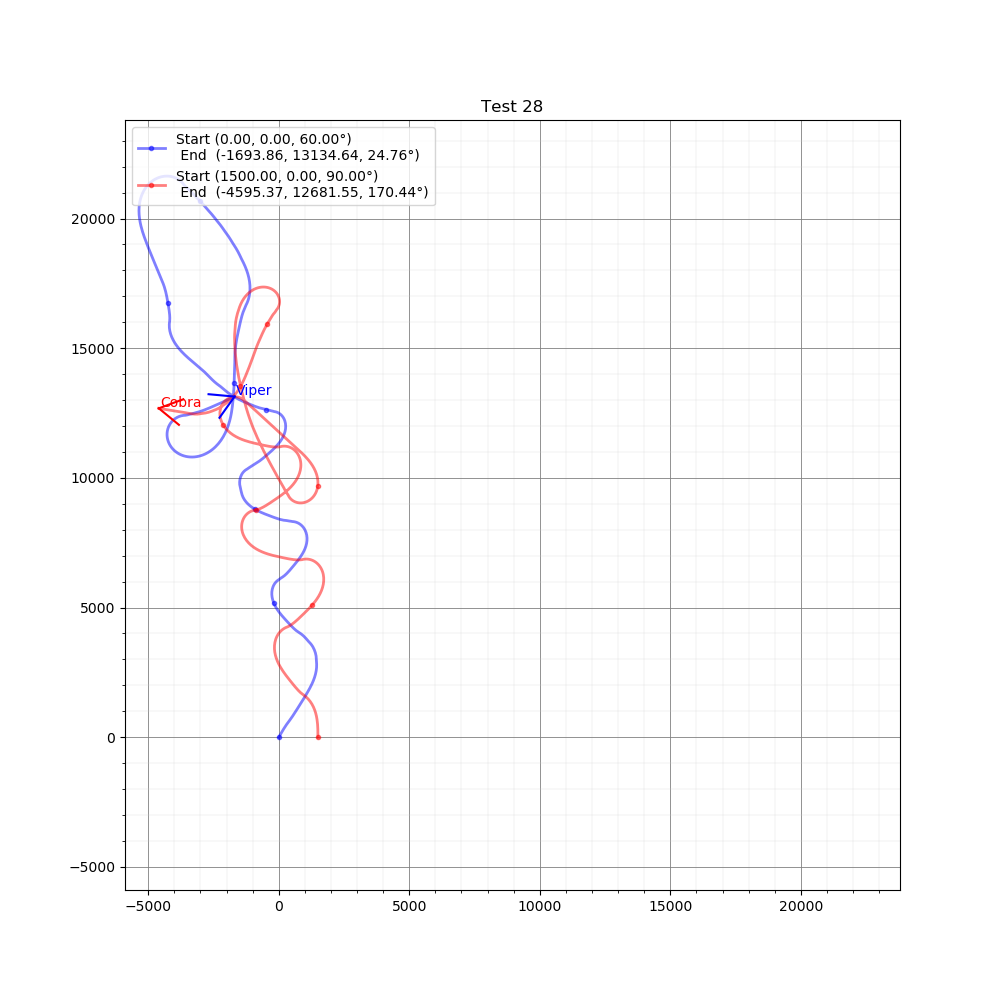 Test 28
Start (0.00, 0.00, 60.00°)
End  (-1693.86, 13134.64, 24.76°)
Start (1500.00, 0.00, 90.00°)
End  (-4595.37, 12681.55, 170.44°)
20000
15000
Viper
Cobra
10000
5000
0
−5000
−5000 0 5000 10000 15000 20000